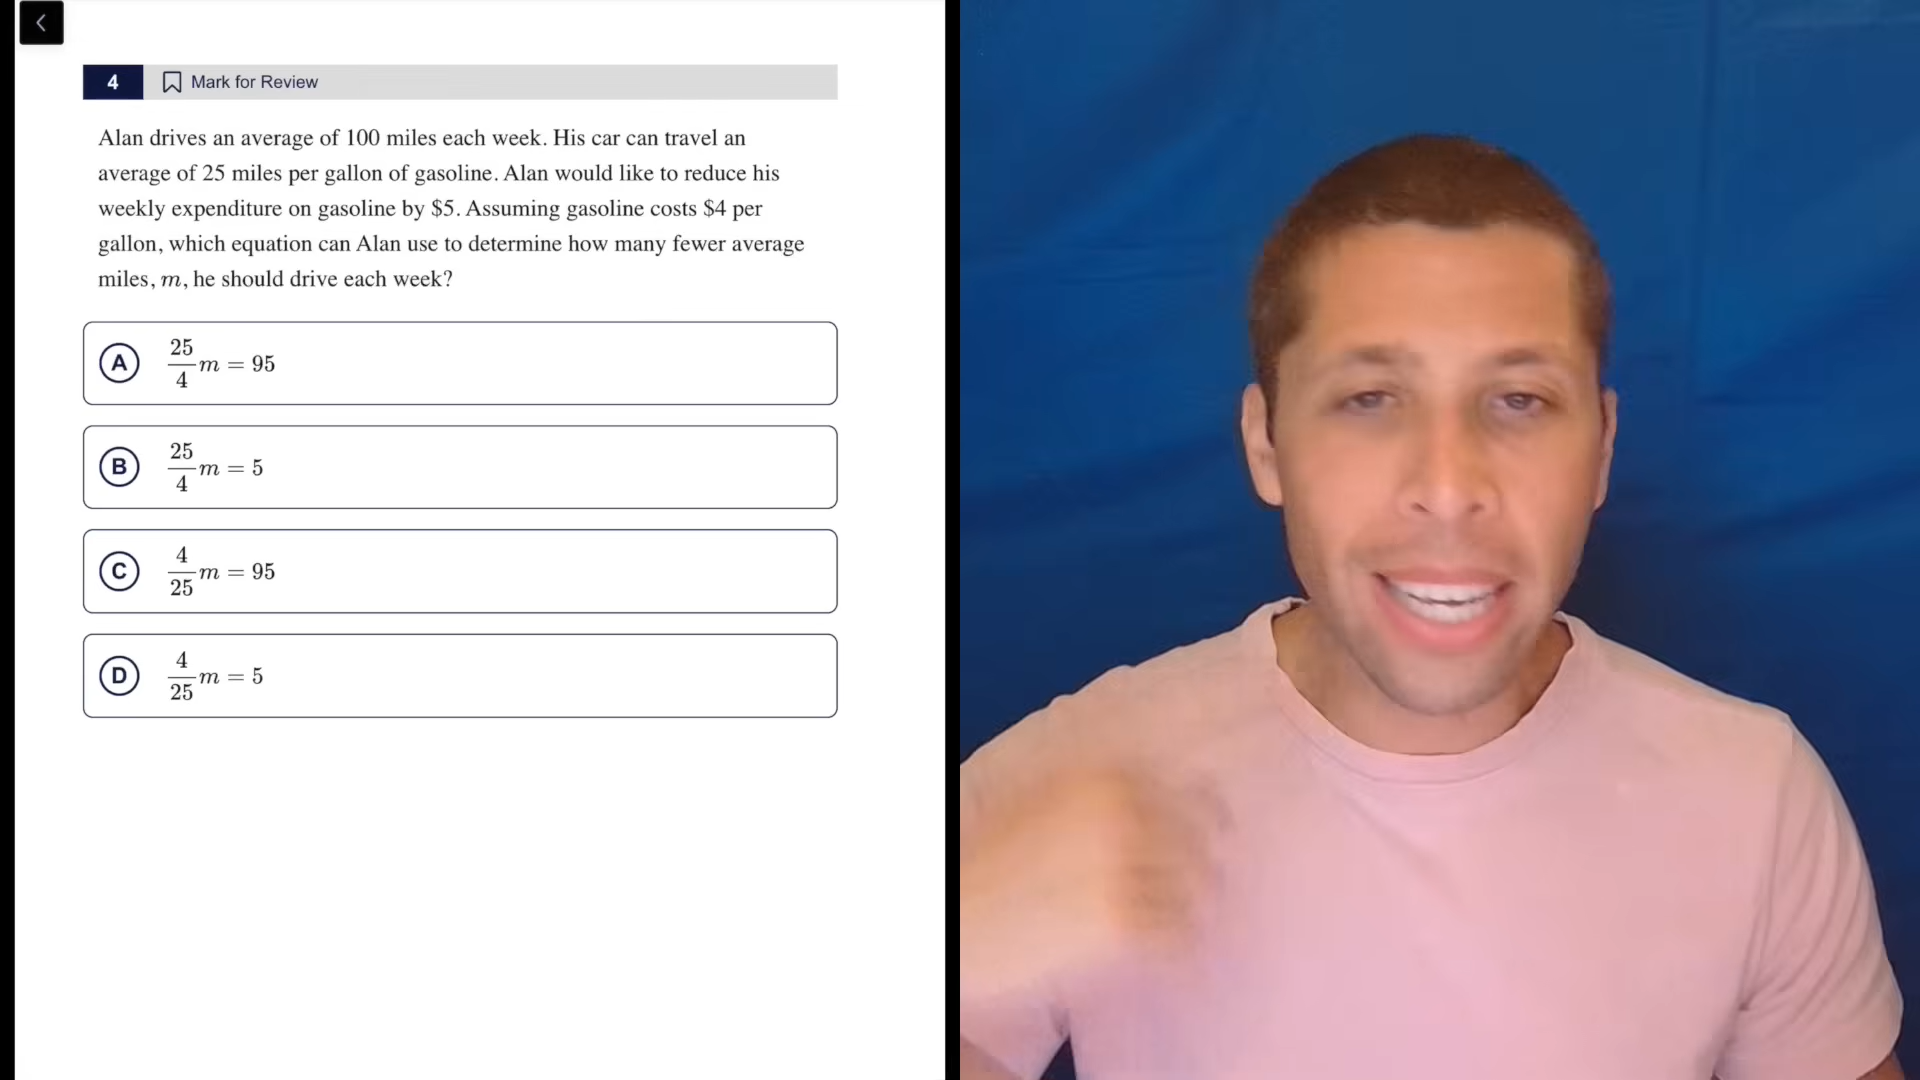 4 Mark for Review
Alan drives an average of 100 miles each week. His car can travel an
average of 25 miles per gallon of gasoline. Alan would like to reduce his
weekly expenditure on gasoline by $5. Assuming gasoline costs $4 per
gallon, which equation can Alan use to determine how many fewer average
miles, m, he should drive each week?
A 25/4 m = 95
B 25/4 m = 5
C 4/25 m = 95
D 4/25 m = 5